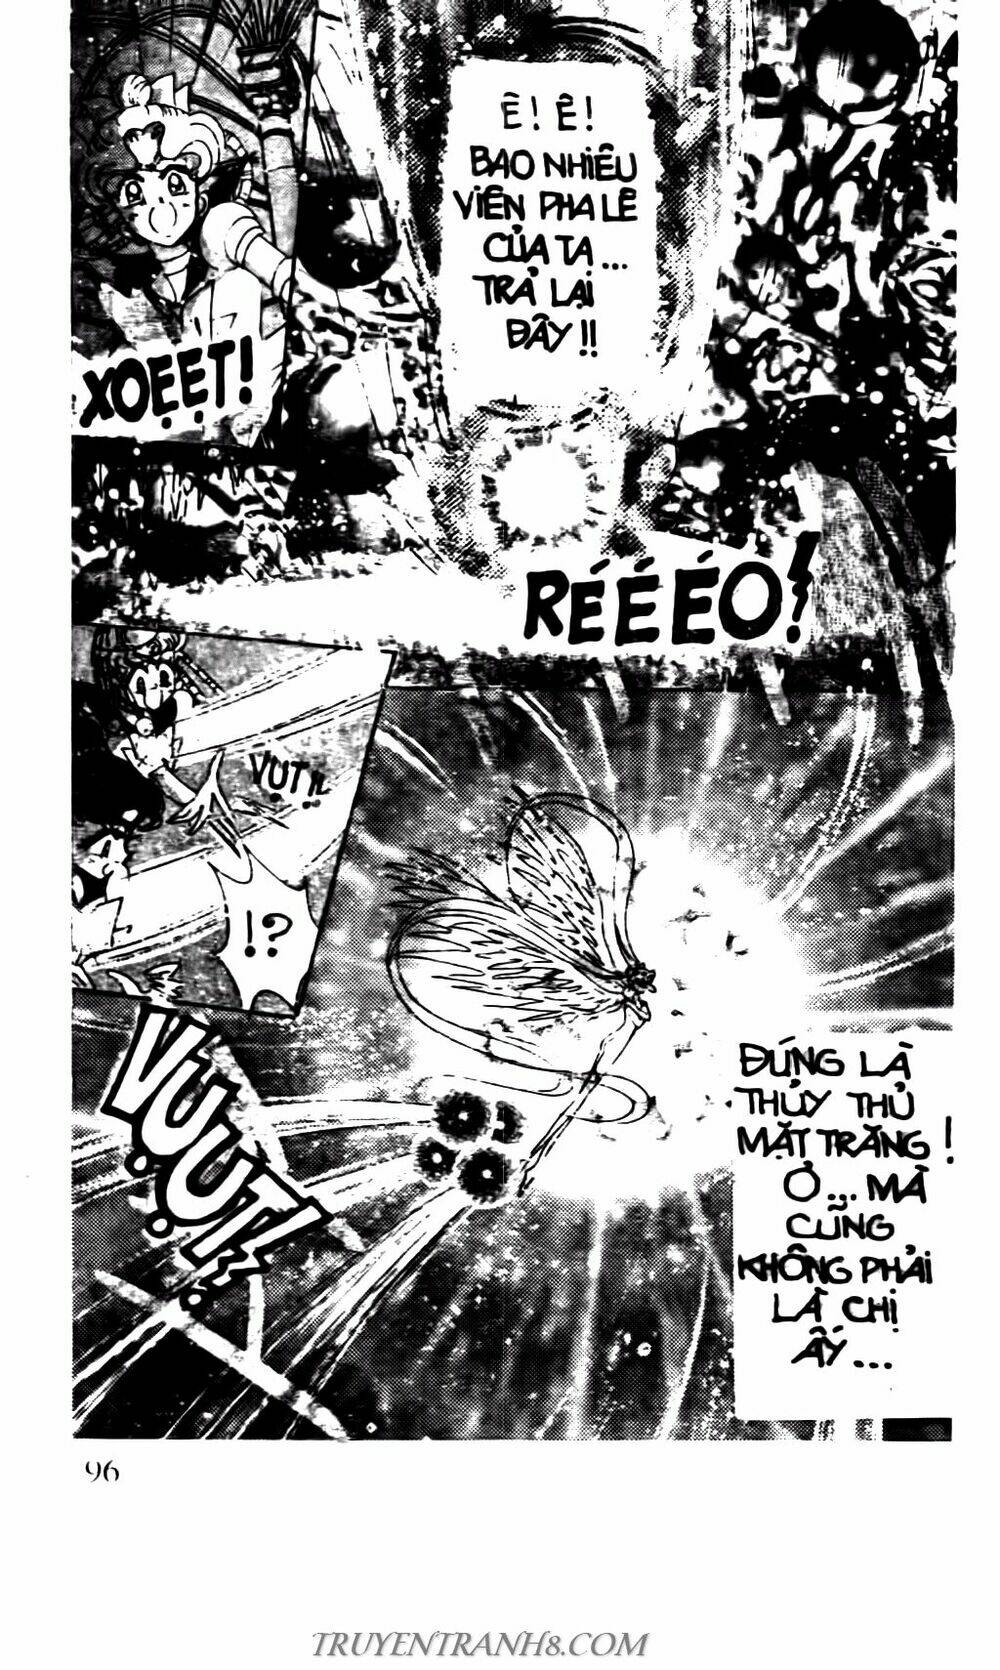 Ê! Ê!
BAO NHIÊU
VIÊN PHA LÊ
CỦA TA...
TRẢ LẠI
ĐÂY!!
XOẸẸT!
RÉÉÉO!
!?
VỤỤT!
ĐÚNG LÀ
THỦY THỦ
MẶT TRĂNG!
Ơ... MÀ
CŨNG
KHÔNG PHẢI
LÀ CHỊ
ẤY...
96
TRUYENTRANH8.COM